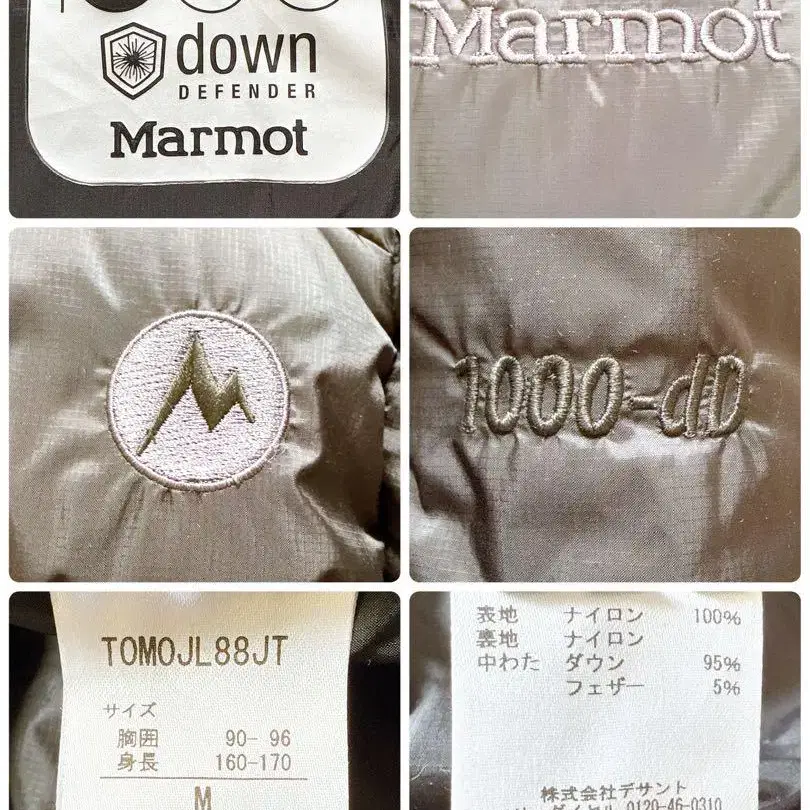 down
DEFENDER
Marmot
Marmot
1000-dD
TOMOJL88JT
サイズ
胸囲 90- 96
身長 160-170
M
表地 ナイロン 100%
裏地 ナイロン
中わた ダウン 95%
フェザー 5%
株式会社デサント
0120-46-0310